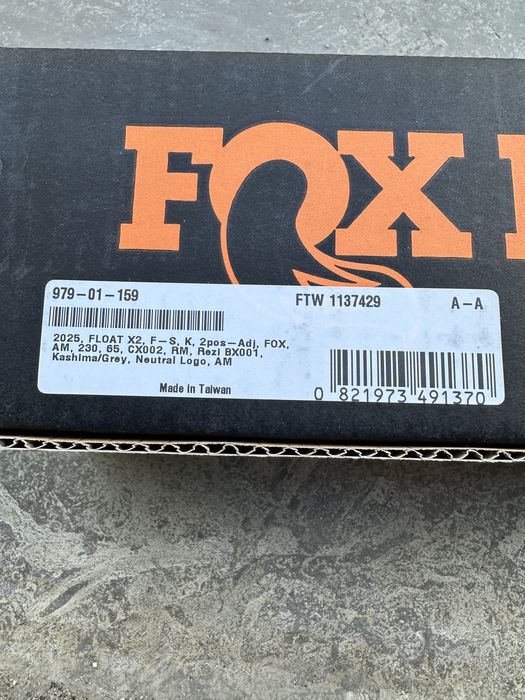 FOX
979-01-159 FTW 1137429 A-A
2025, FLOAT X2, F-S, K, 2pos-Adj, FOX,
AM, 230, 65, CX002, RM, Rezi BX001,
Kashima/Grey, Neutral Logo, AM
Made in Taiwan
0 821973 491370